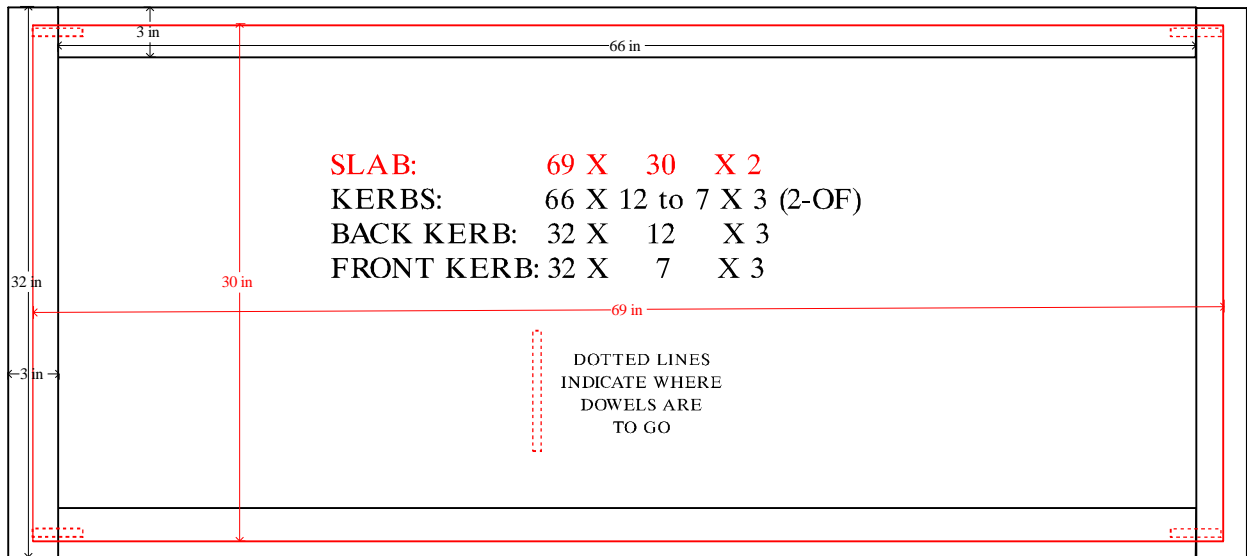 3 in
66 in
SLAB: 69 X 30 X 2
KERBS: 66 X 12 to 7 X 3 (2-OF)
BACK KERB: 32 X 12 X 3
FRONT KERB: 32 X 7 X 3
32 in
30 in
69 in
3 in
DOTTED LINES
INDICATE WHERE
DOWELS ARE
TO GO